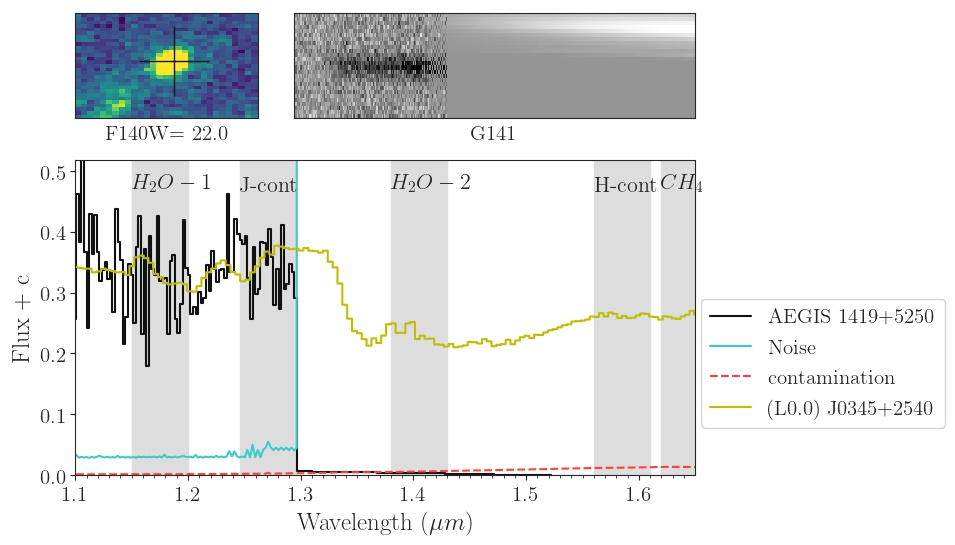 F140W= 22.0
G141
H₂O − 1
J-cont
H₂O − 2
H-cont
CH₄
0.5
0.4
0.3
0.2
0.1
0.0
Flux + c
1.1
1.2
1.3
1.4
1.5
1.6
Wavelength (μm)
AEGIS 1419+5250
Noise
contamination
(L0.0) J0345+2540